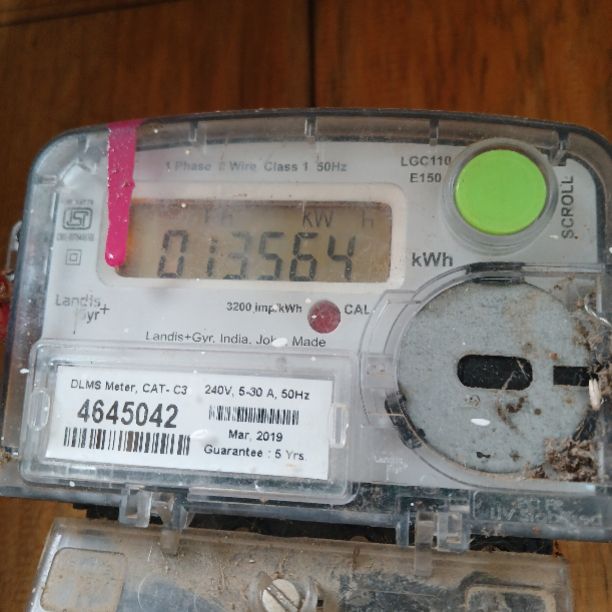 1 Phase 2 Wire Class 1 50Hz
LGC110
E150
SCROLL
kW h
013564
kWh
Landis+
Gyr+
3200 imp/kWh
CAL
Landis+Gyr, India, Joka, Made
DLMS Meter, CAT- C3
240V, 5-30 A, 50Hz
4645042
Mar, 2019
Guarantee : 5 Yrs.